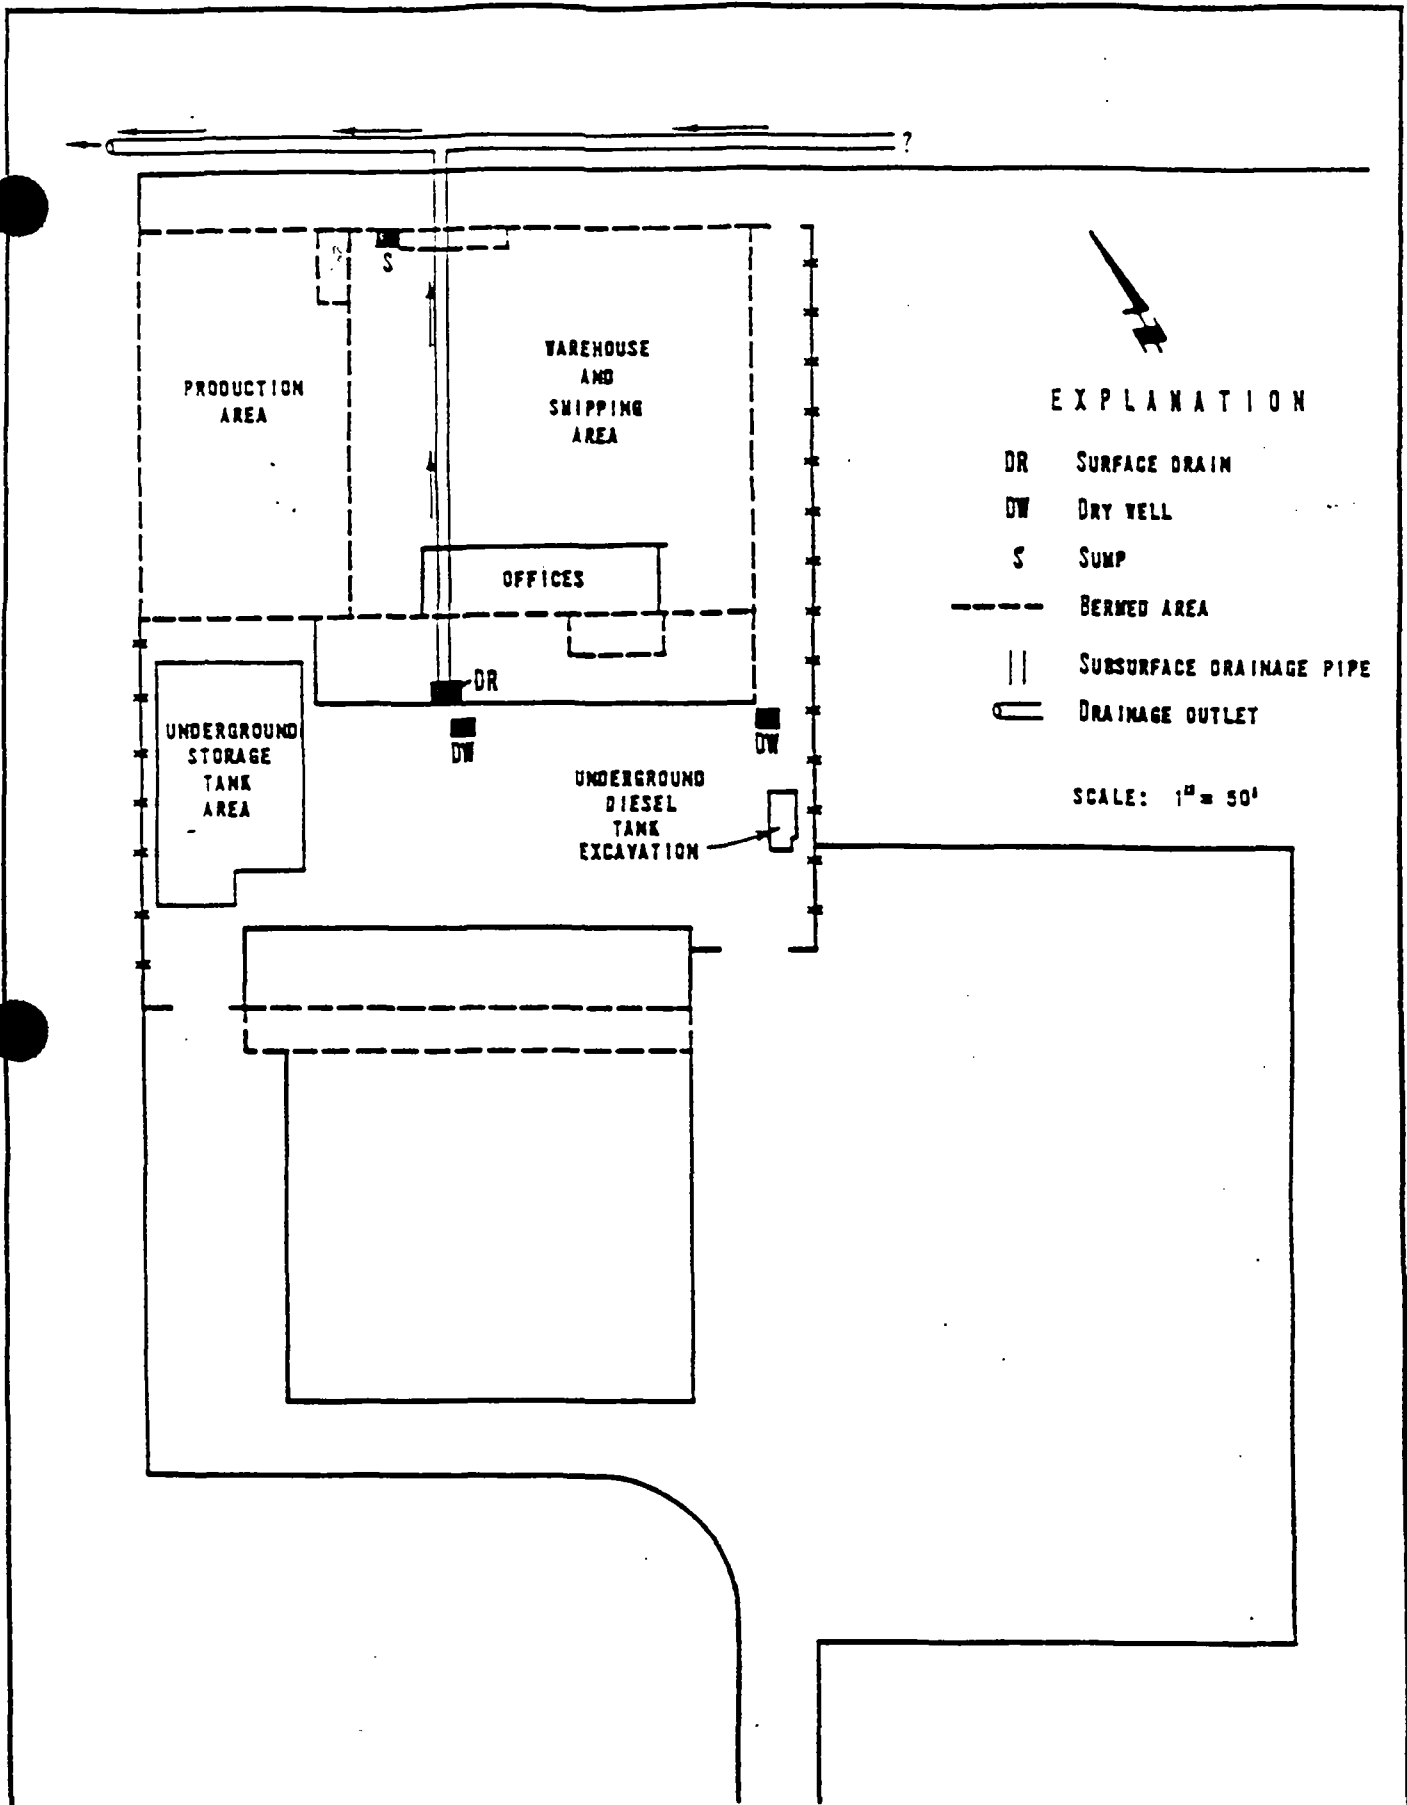 ?
S
WAREHOUSE
AND
SHIPPING
AREA
PRODUCTION
AREA
EXPLANATION
DR SURFACE DRAIN
DW DRY WELL
S SUMP
BERMED AREA
SUBSURFACE DRAINAGE PIPE
DRAINAGE OUTLET
SCALE: 1" = 50'
OFFICES
DR
DW
DW
UNDERGROUND
STORAGE
TANK
AREA
UNDERGROUND
DIESEL
TANK
EXCAVATION